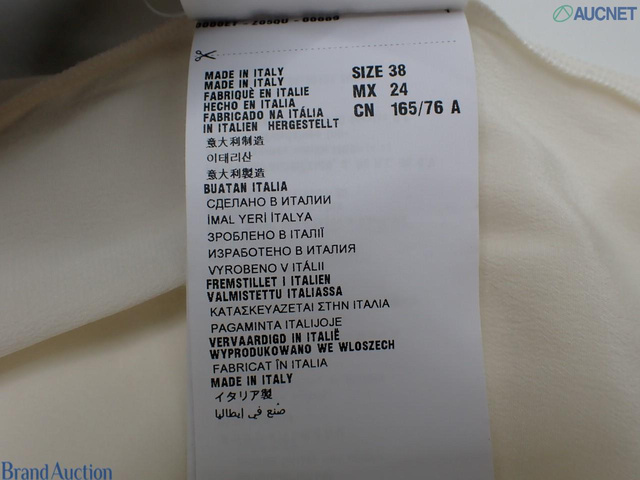 AUCNET
MADE IN ITALY
MADE IN ITALY
FABRIQUÉ EN ITALIE
HECHO EN ITALIA
FABRICADO NA ITÁLIA
IN ITALIEN HERGESTELLT
意大利制造
이태리산
意大利製造
BUATAN ITALIA
СДЕЛАНО В ИТАЛИИ
İMAL YERİ İTALYA
ЗРОБЛЕНО В ІТАЛІЇ
ИЗРАБОТЕНО В ИТАЛИЯ
VYROBENO V ITÁLII
FREMSTILLET I ITALIEN
VALMISTETTU ITALIASSA
ΚΑΤΑΣΚΕΥΑΖΕΤΑΙ ΣΤΗΝ ΙΤΑΛΙΑ
PAGAMINTA ITALIJOJE
VERVAARDIGD IN ITALIË
WYPRODUKOWANO WE WLOSZECH
FABRICAT ÎN ITALIA
MADE IN ITALY
イタリア製
صنع في إيطاليا
SIZE 38
MX 24
CN 165/76 A
Brand Auction